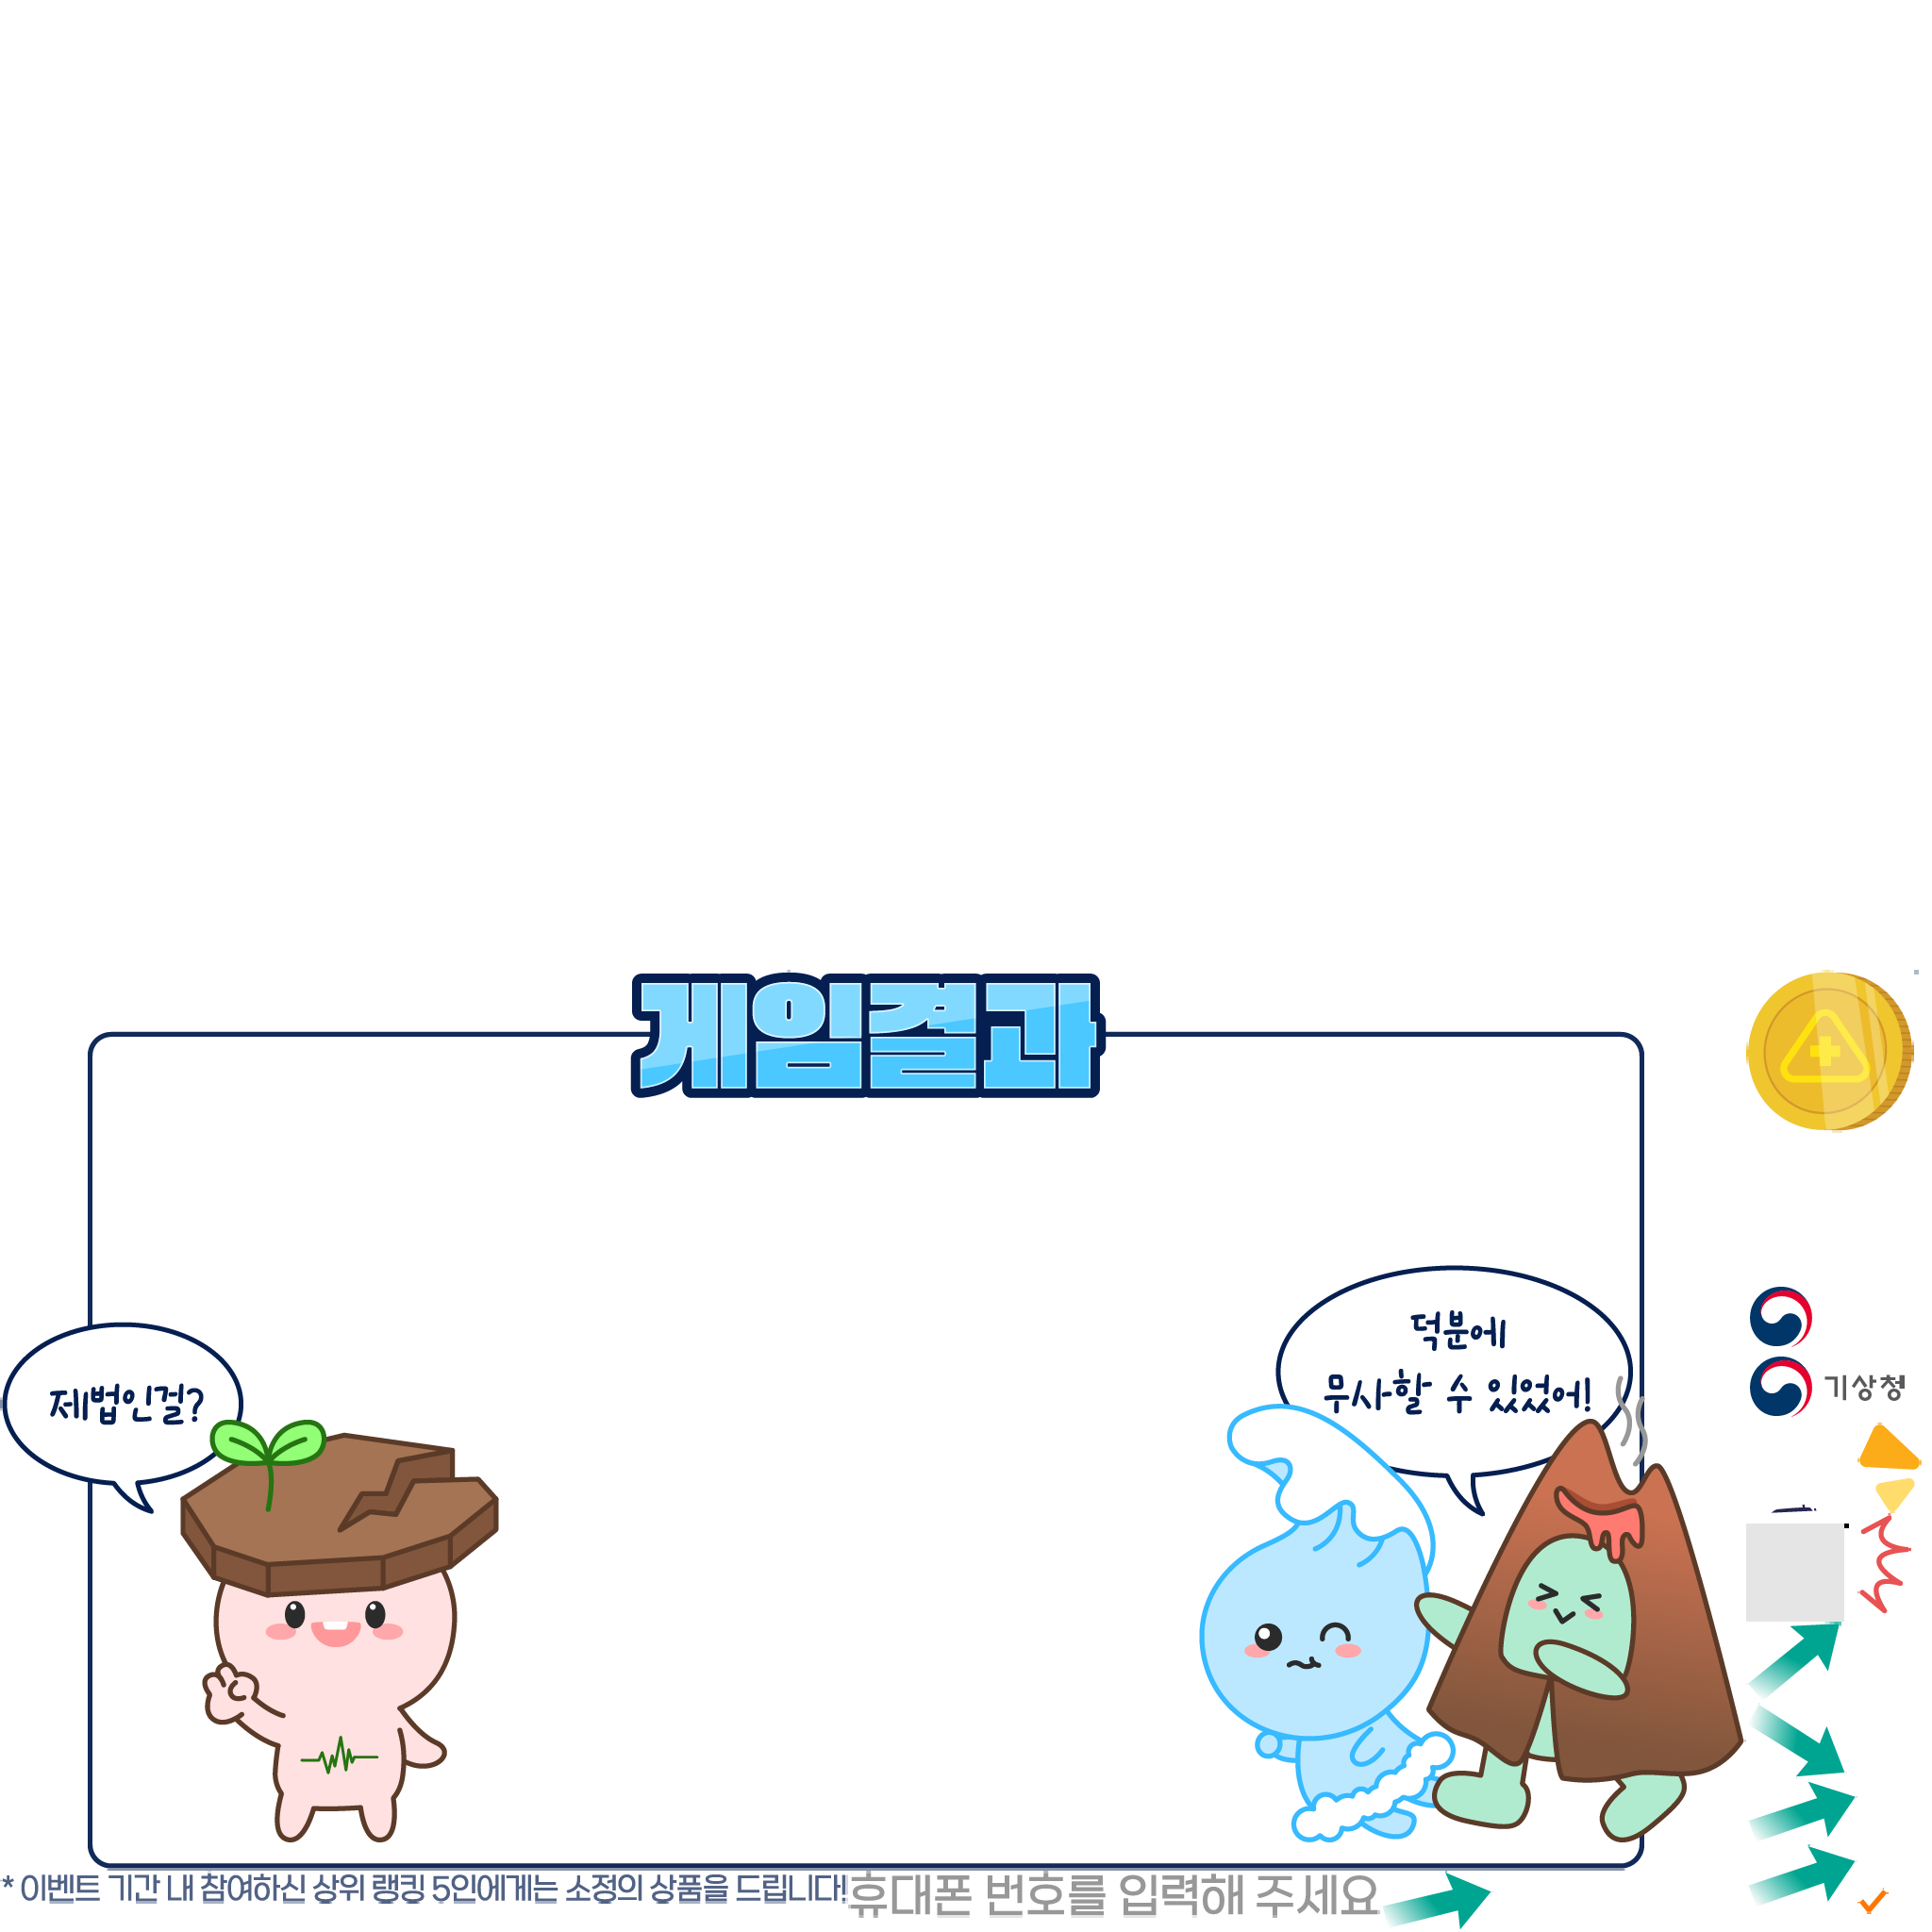 게임결과
덕분에
무사할 수 있었어!
제법인걸?
기상청
* 이벤트 기간 내 참여하신 상위 랭킹 5인에게는 소정의 상품을 드립니다!
휴대폰 번호를 입력해 주세요